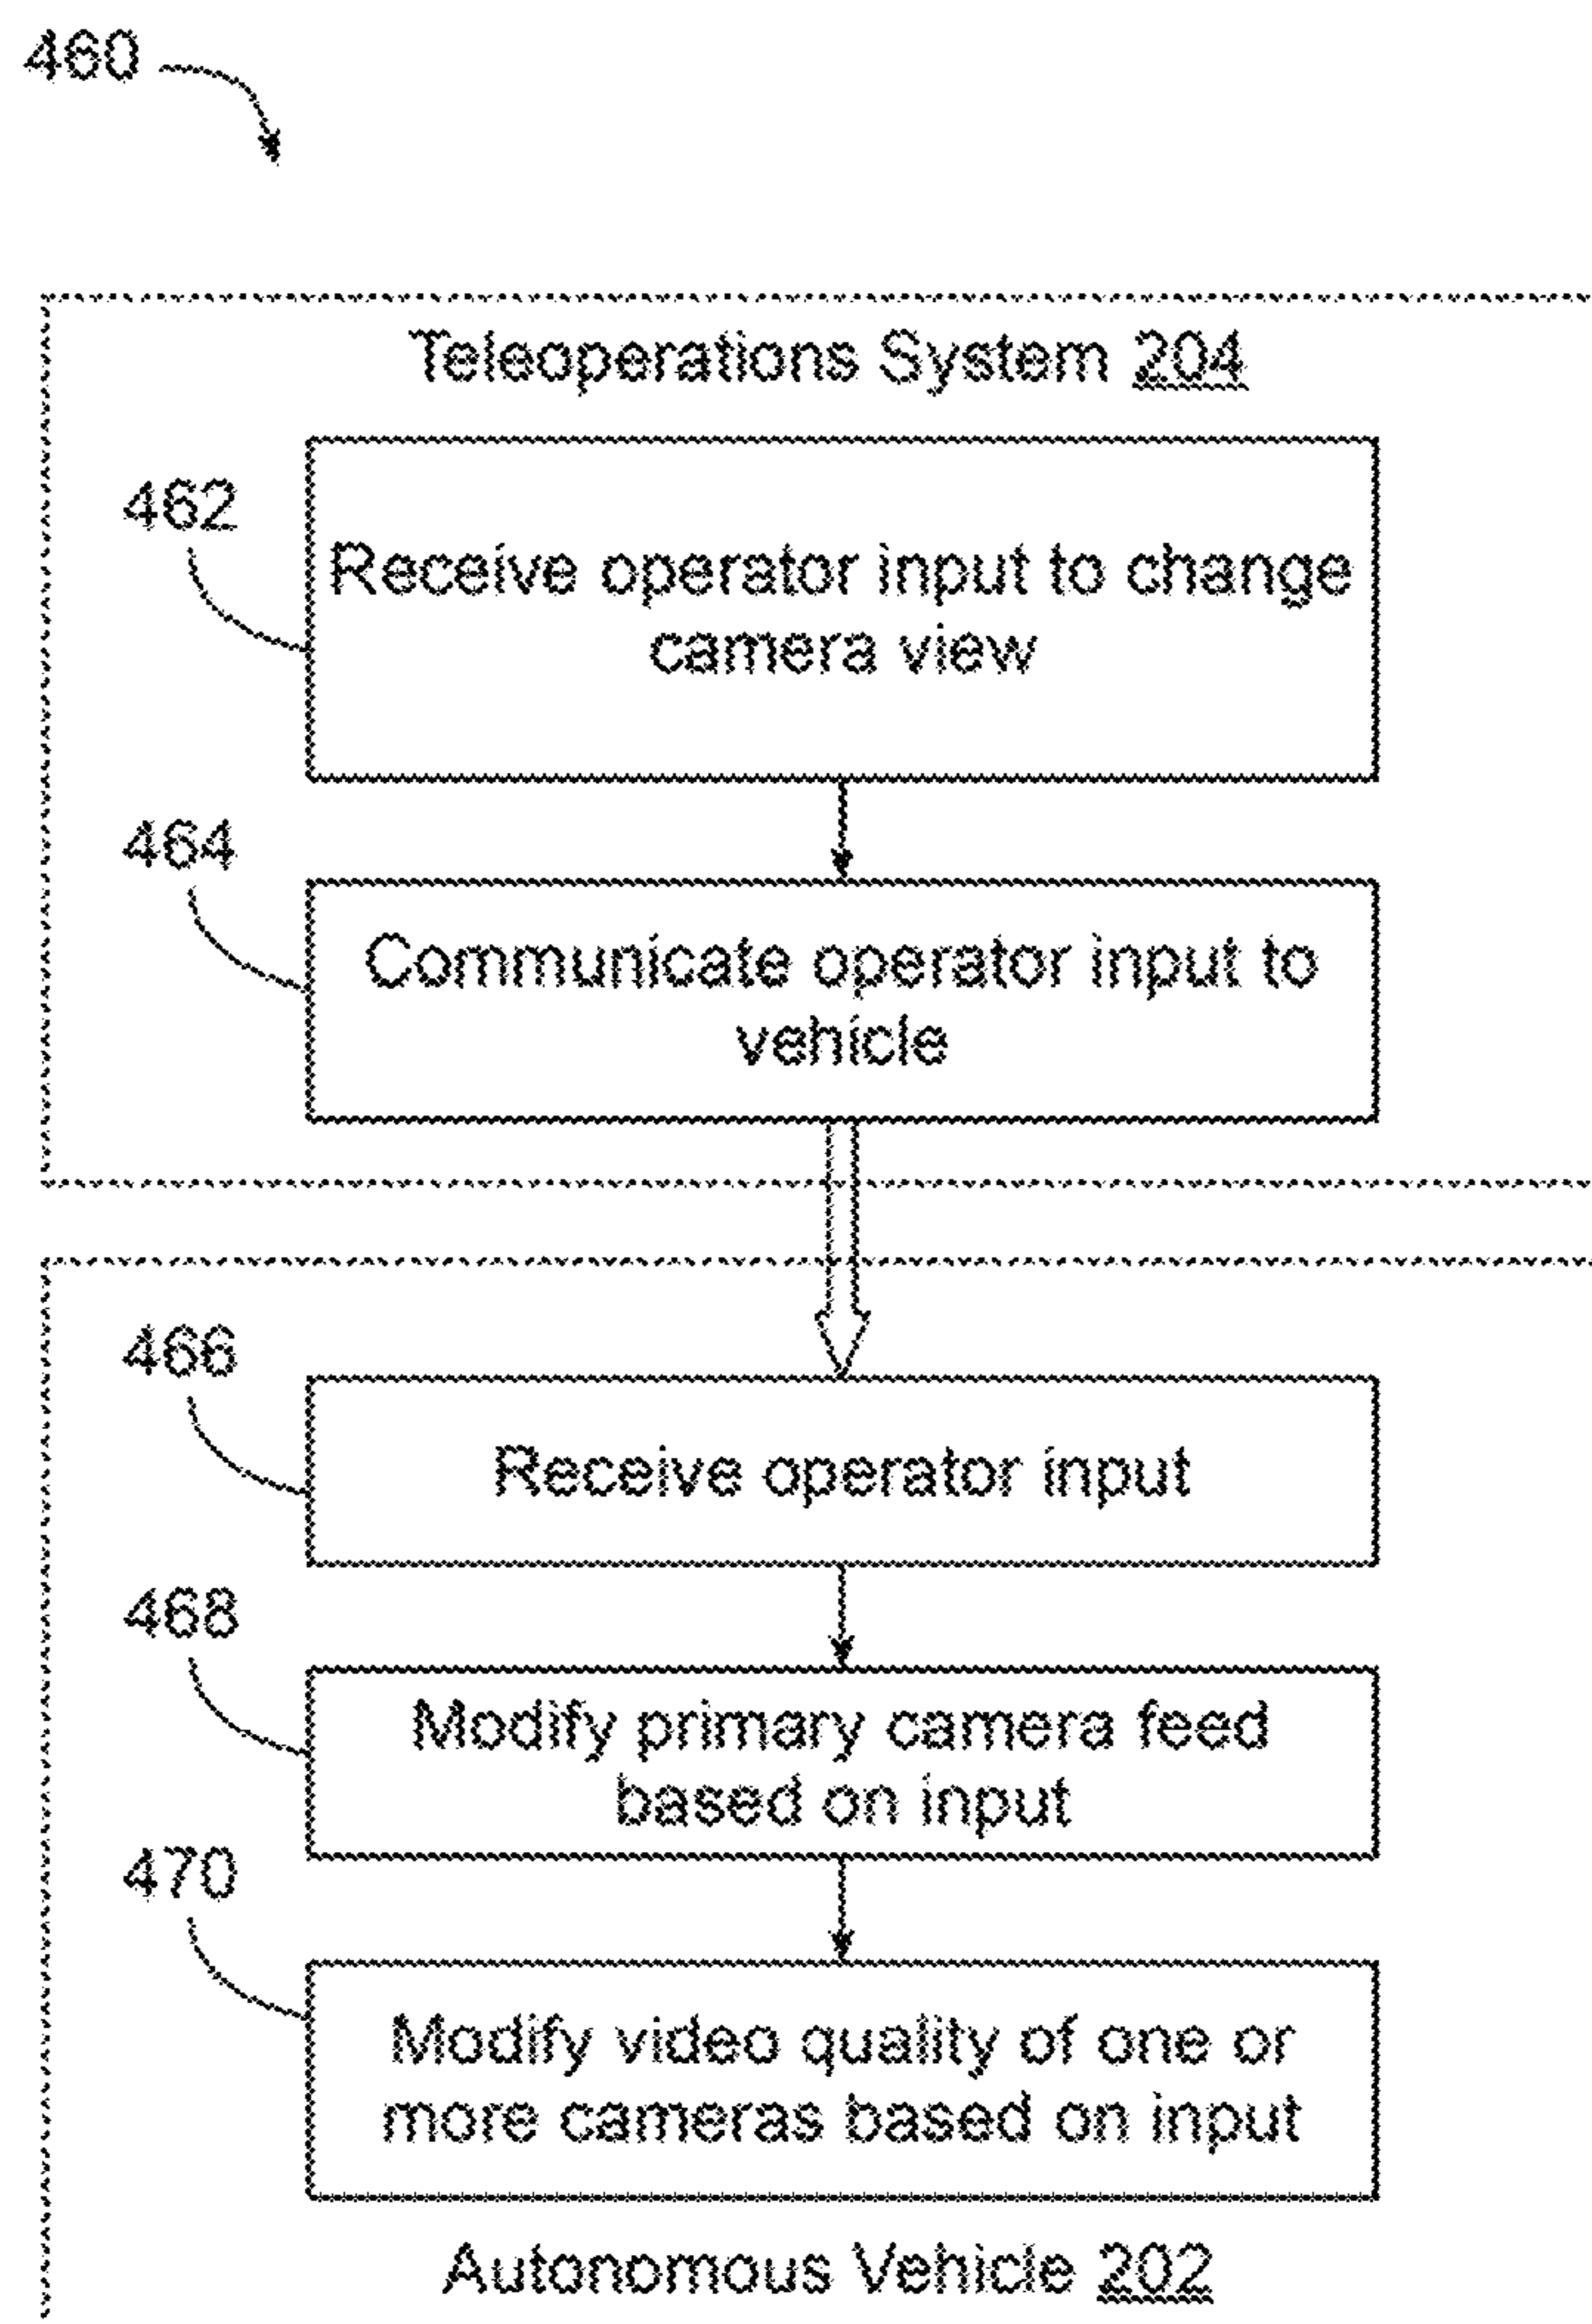 460
Teleoperations System 204
462
Receive operator input to change
camera view
464
Communicate operator input to
vehicle
466
Receive operator input
468
Modify primary camera feed
based on input
470
Modify video quality of one or
more cameras based on input
Autonomous Vehicle 202